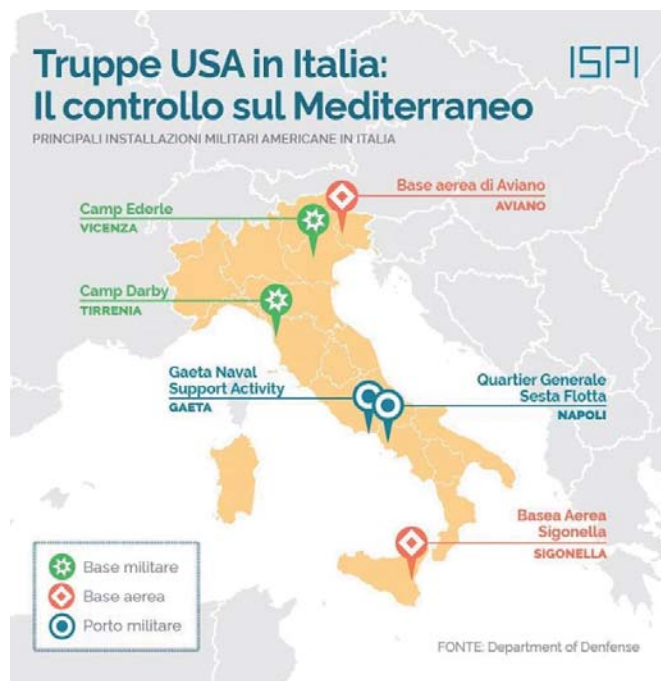 Truppe USA in Italia:
Il controllo sul Mediterraneo
ISPI
PRINCIPALI INSTALLAZIONI MILITARI AMERICANE IN ITALIA
Base aerea di Aviano
AVIANO
Camp Ederle
VICENZA
Camp Darby
TIRRENIA
Gaeta Naval
Support Activity
GAETA
Quartier Generale
Sesta Flotta
NAPOLI
Basea Aerea
Sigonella
SIGONELLA
Base militare
Base aerea
Porto militare
FONTE: Department of Denfense